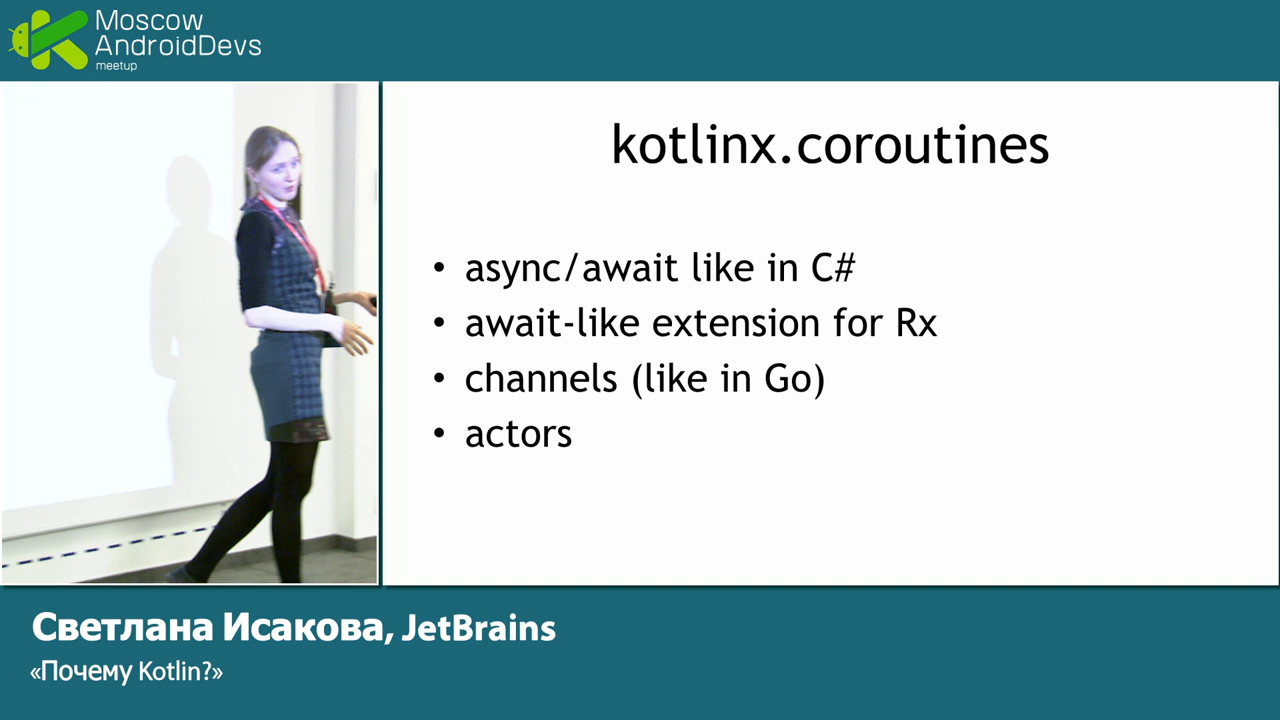 Moscow
AndroidDevs
meetup
kotlinx.coroutines
• async/await like in C#
• await-like extension for Rx
• channels (like in Go)
• actors
Светлана Исакова, JetBrains
«Почему Kotlin?»